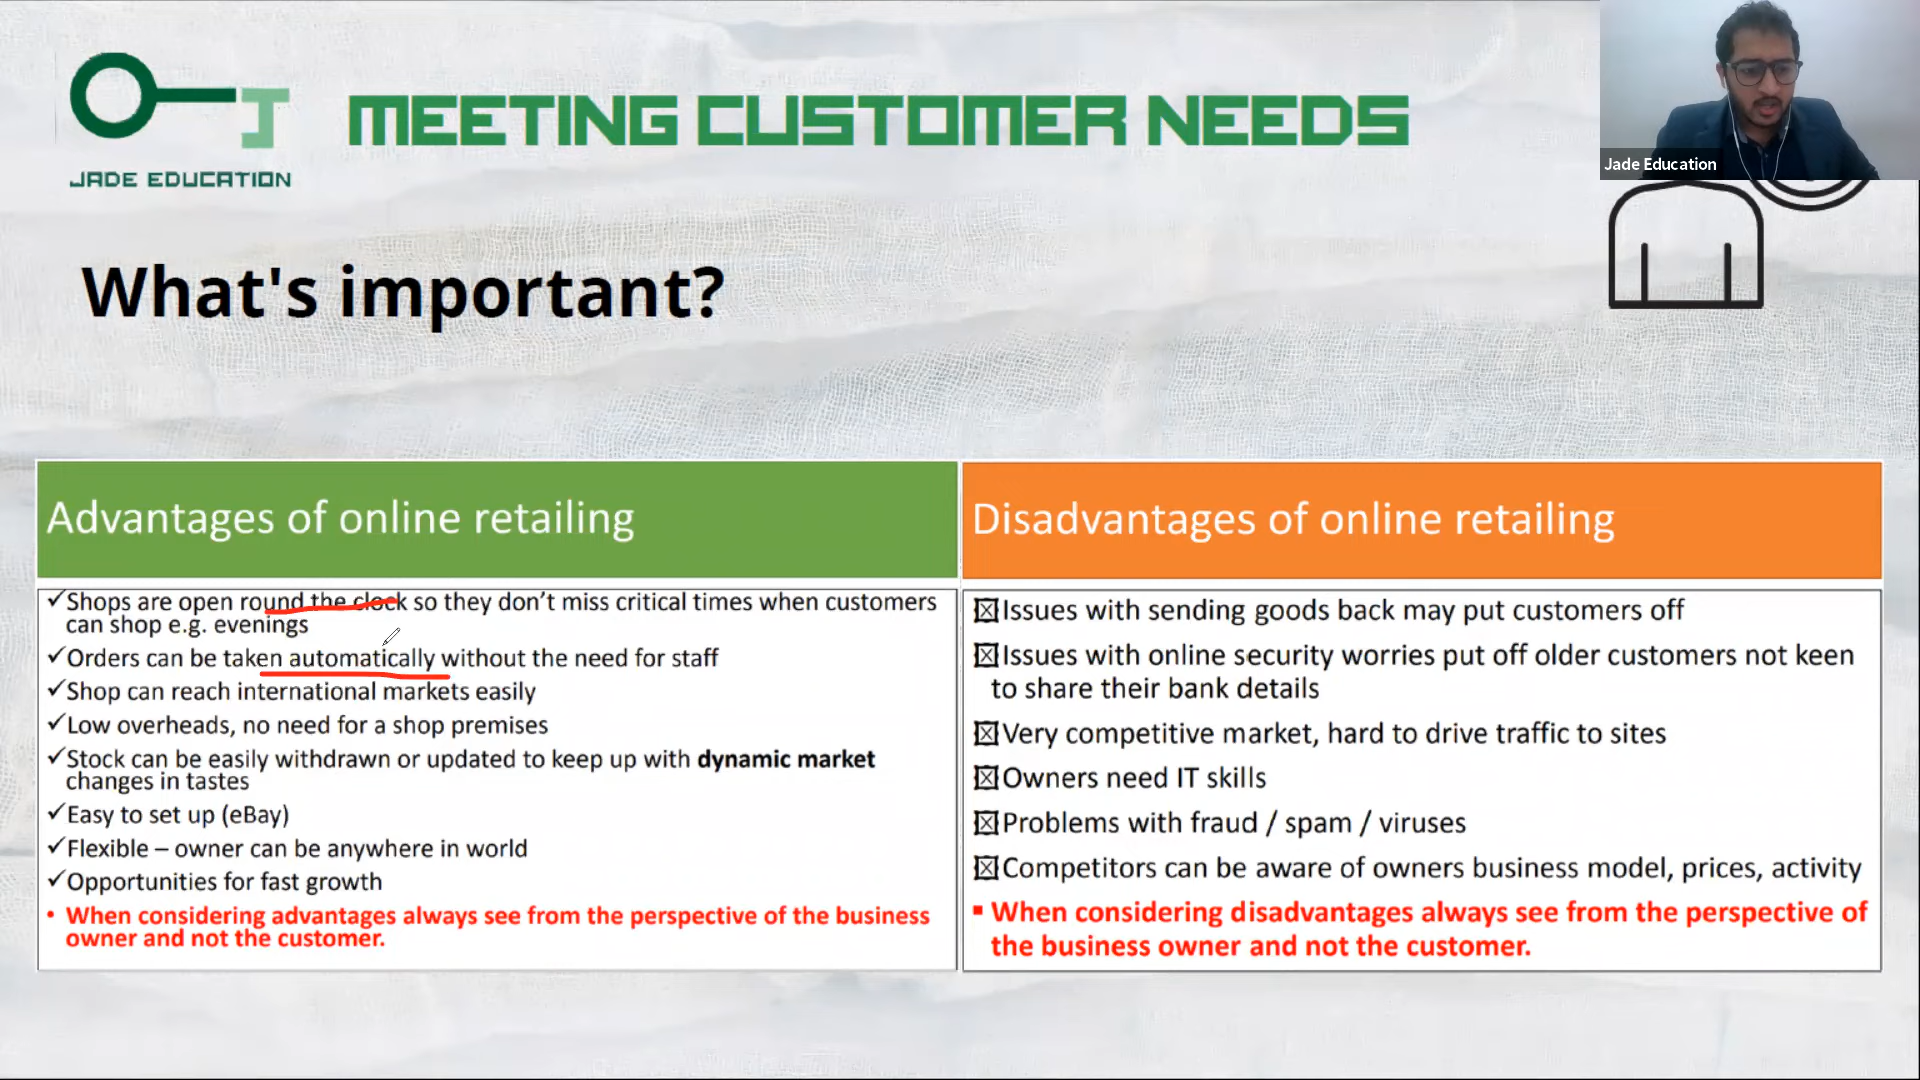 JADE EDUCATION
MEETING CUSTOMER NEEDS
Jade Education
What's important?
Advantages of online retailing
✓Shops are open round the clock so they don't miss critical times when customers
can shop e.g. evenings
✓Orders can be taken automatically without the need for staff
✓Shop can reach international markets easily
✓Low overheads, no need for a shop premises
✓Stock can be easily withdrawn or updated to keep up with dynamic market
changes in tastes
✓Easy to set up (eBay)
✓Flexible – owner can be anywhere in world
✓Opportunities for fast growth
• When considering advantages always see from the perspective of the business
owner and not the customer.
Disadvantages of online retailing
☒Issues with sending goods back may put customers off
☒Issues with online security worries put off older customers not keen
to share their bank details
☒Very competitive market, hard to drive traffic to sites
☒Owners need IT skills
☒Problems with fraud / spam / viruses
☒Competitors can be aware of owners business model, prices, activity
▪ When considering disadvantages always see from the perspective of
the business owner and not the customer.